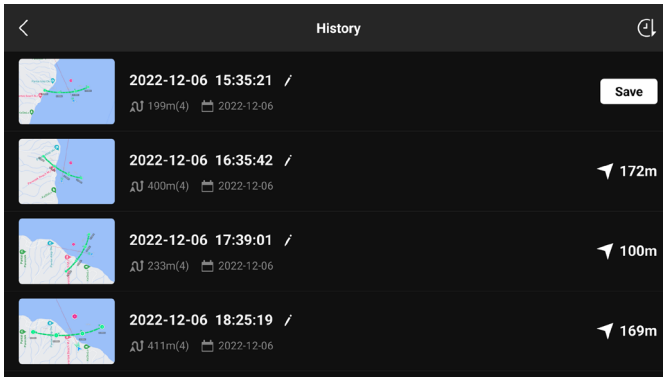 History
2022-12-06 15:35:21
199m(4) 2022-12-06
Save
2022-12-06 16:35:42
400m(4) 2022-12-06
172m
2022-12-06 17:39:01
233m(4) 2022-12-06
100m
2022-12-06 18:25:19
411m(4) 2022-12-06
169m